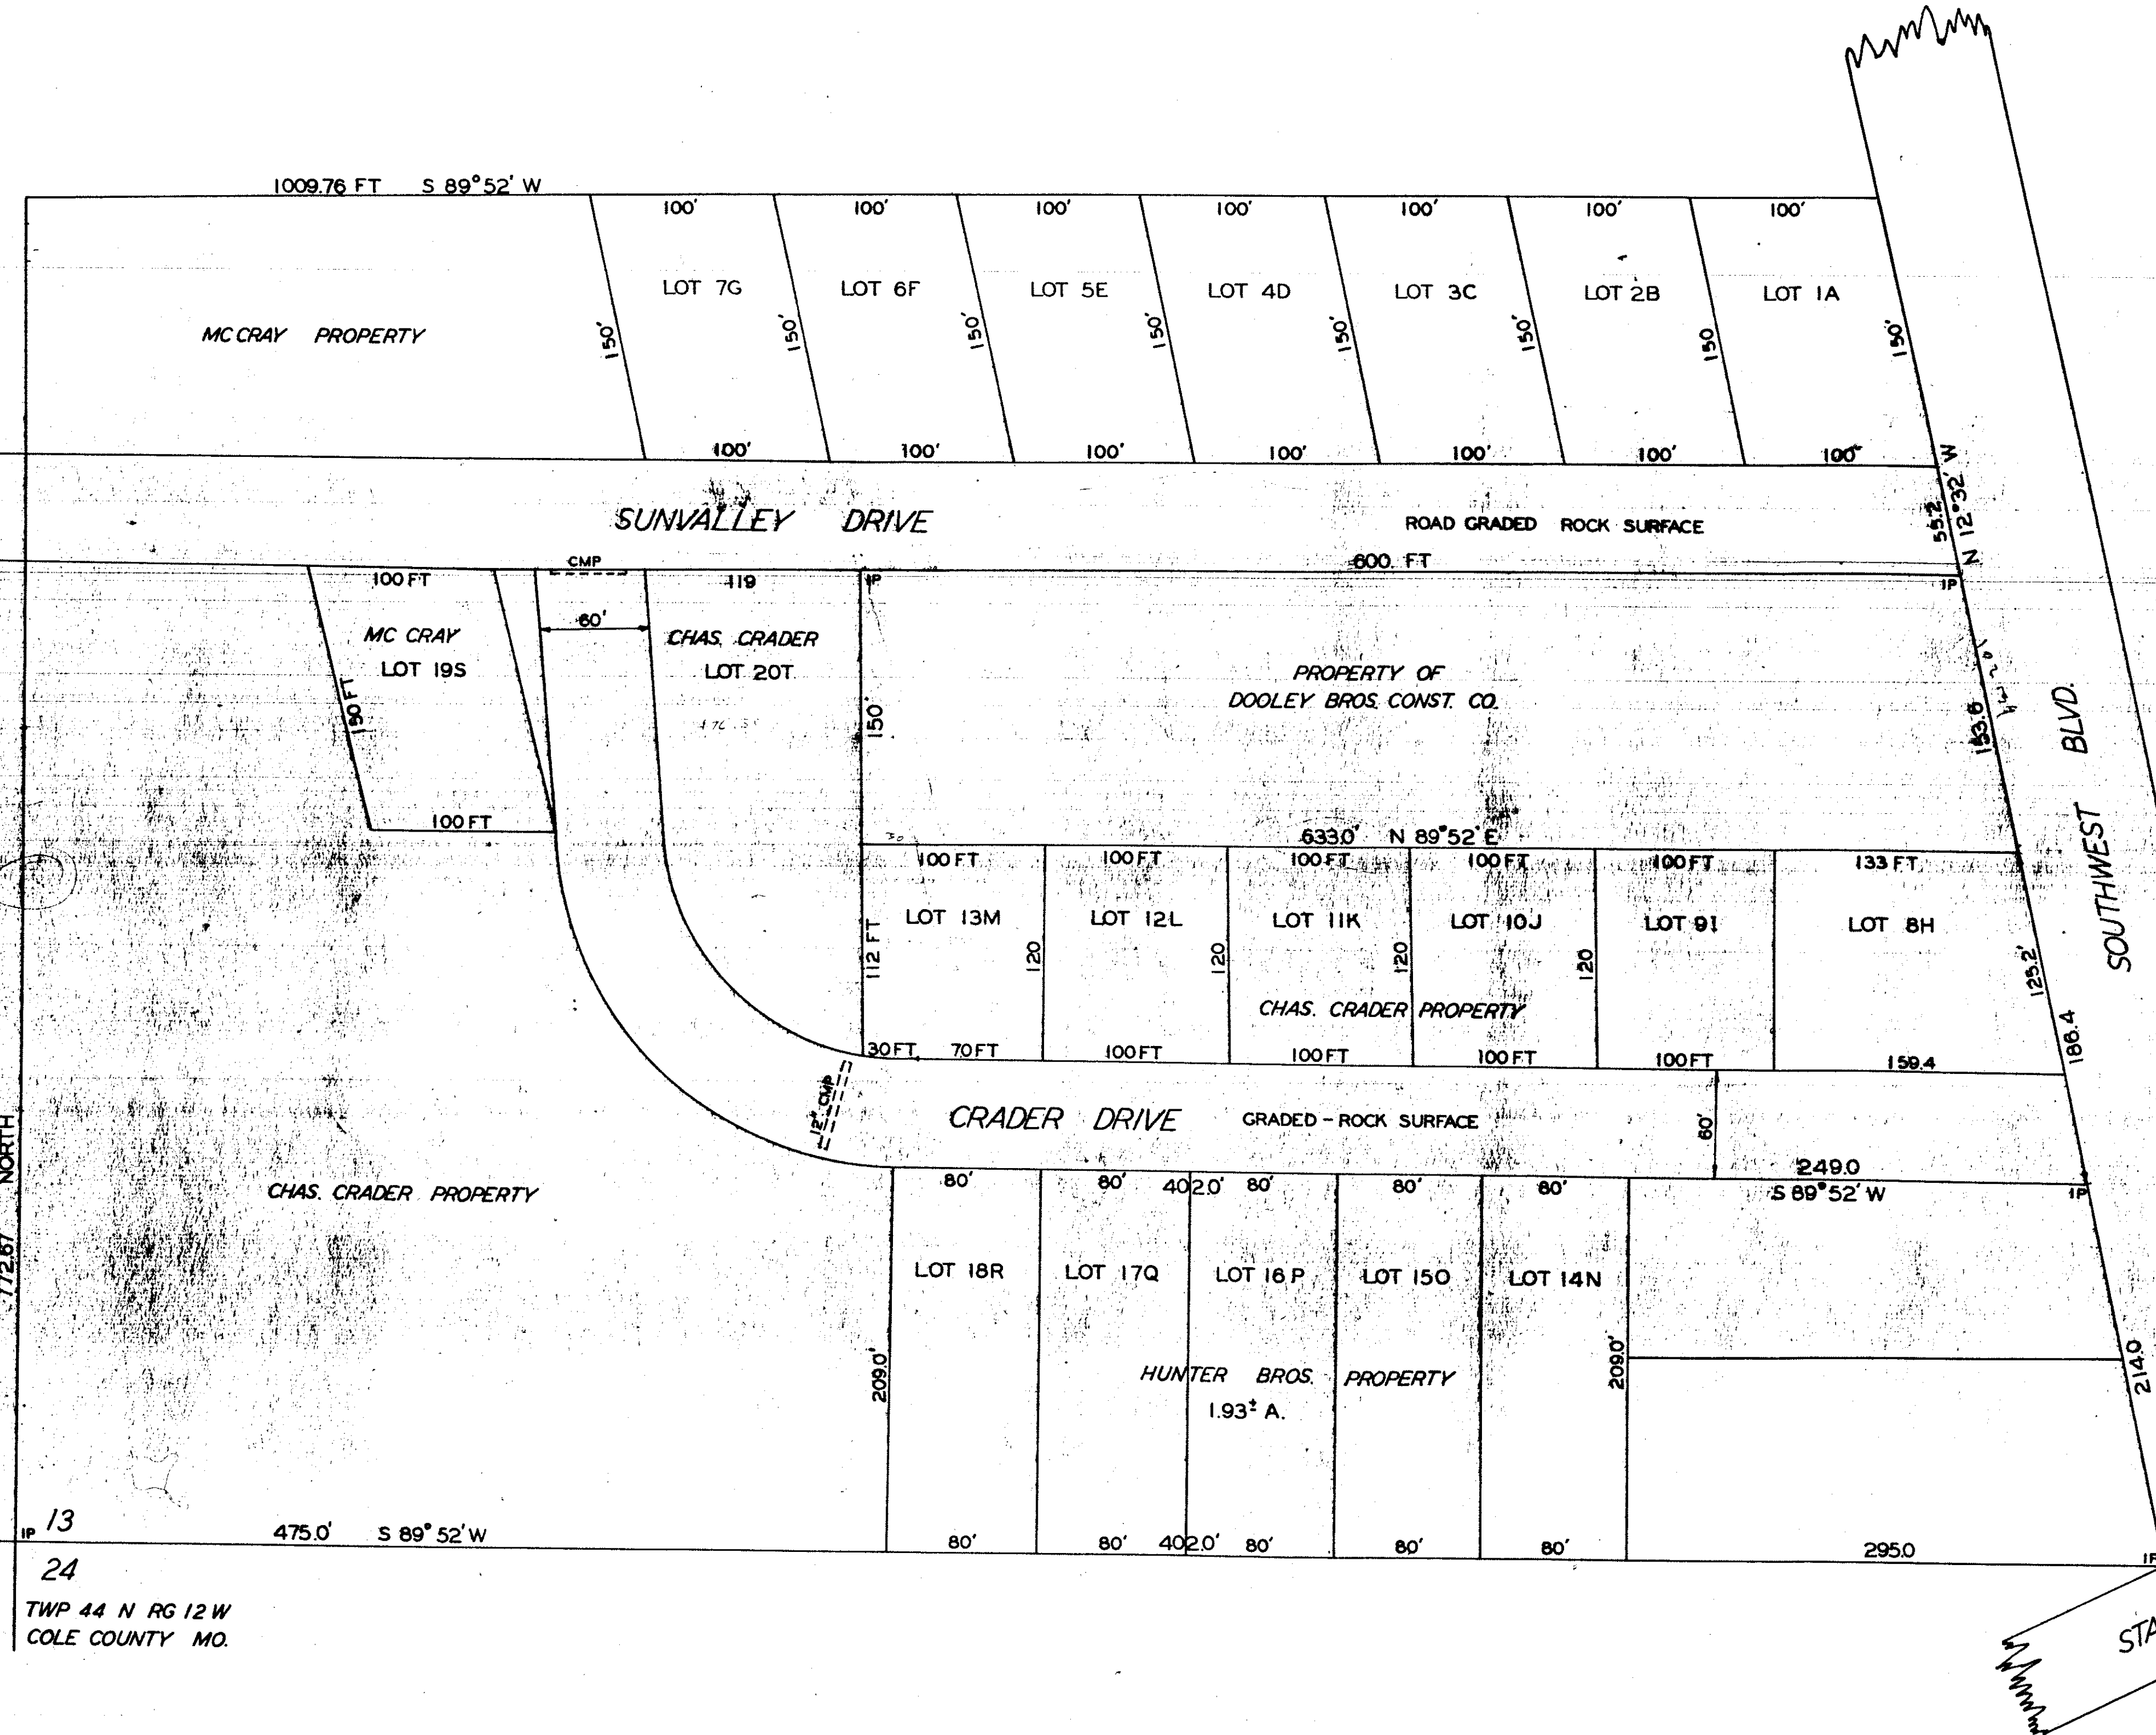 1009.76 FT S 89°52' W
100' 100' 100' 100' 100' 100' 100'
LOT 7G LOT 6F LOT 5E LOT 4D LOT 3C LOT 2B LOT 1A
MC CRAY PROPERTY
150' 150' 150' 150' 150' 150' 150 150'
100' 100' 100' 100' 100' 100' 100'
55.2
N 12°32' W
SUNVALLEY DRIVE
ROAD GRADED ROCK SURFACE
600. FT
CMP
100 FT
119
IP
IP
60'
MC CRAY
LOT 19S
150 FT
100 FT
CHAS. CRADER
LOT 20T
150'
PROPERTY OF
DOOLEY BROS. CONST. CO.
153.6
SOUTHWEST BLVD.
633.0' N 89°52' E
100 FT 100 FT 100 FT 100 FT 100 FT 133 FT
LOT 13M LOT 12L LOT 11K LOT 10J LOT 9I LOT 8H
112 FT 120 120 120 120
125.2'
CHAS. CRADER PROPERTY
186.4
30 FT 70 FT 100 FT 100 FT 100 FT 100 FT 159.4
12" CMP
CRADER DRIVE
GRADED - ROCK SURFACE
60'
249.0
S 89°52' W
IP
772.67 NORTH
CHAS. CRADER PROPERTY
80' 80' 402.0' 80' 80' 80'
LOT 18R LOT 17Q LOT 16P LOT 15O LOT 14N
209.0'
209.0'
214.0
HUNTER BROS. PROPERTY
1.93± A.
IP 13
475.0' S 89°52' W
80' 80' 402.0' 80' 80' 80'
295.0
24
TWP 44 N RG 12 W
COLE COUNTY MO.
STA